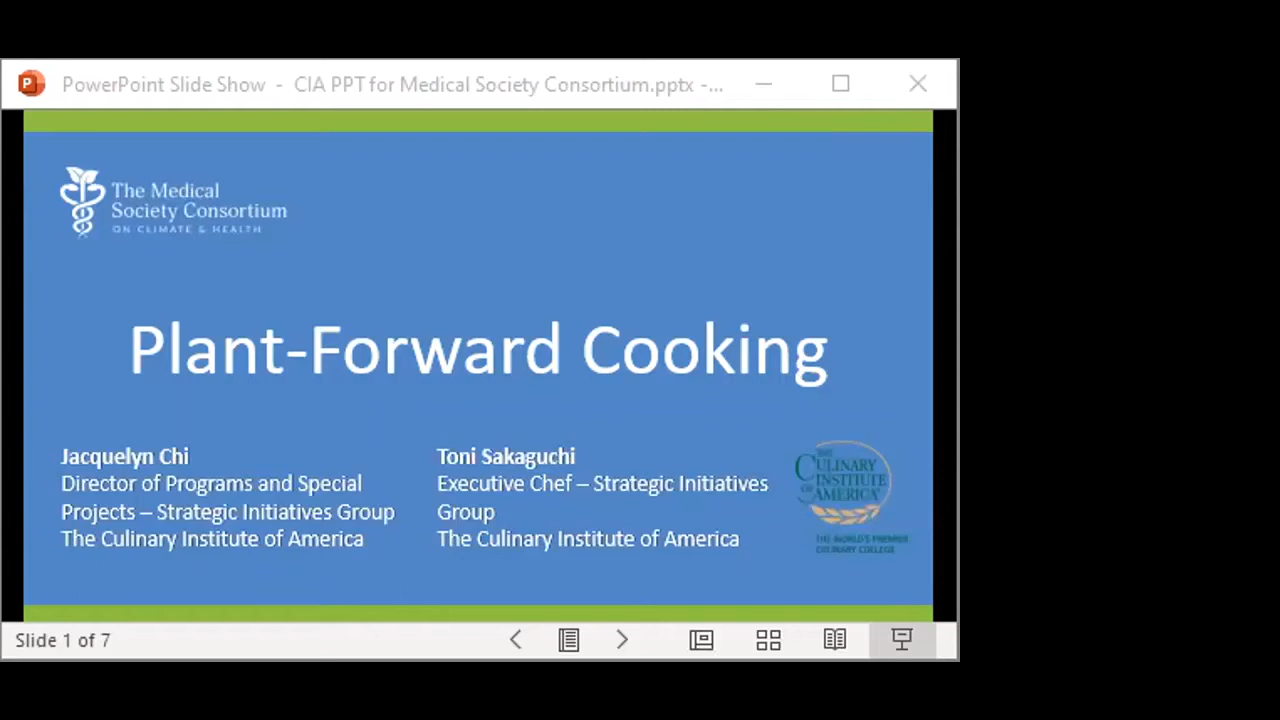 PowerPoint Slide Show - CIA PPT for Medical Society Consortium.pptx -...
The Medical
Society Consortium
ON CLIMATE & HEALTH
Plant-Forward Cooking
Jacquelyn Chi
Director of Programs and Special
Projects – Strategic Initiatives Group
The Culinary Institute of America
Toni Sakaguchi
Executive Chef – Strategic Initiatives
Group
The Culinary Institute of America
THE
CULINARY
INSTITUTE
OF AMERICA
THE WORLD'S PREMIER
CULINARY COLLEGE
Slide 1 of 7